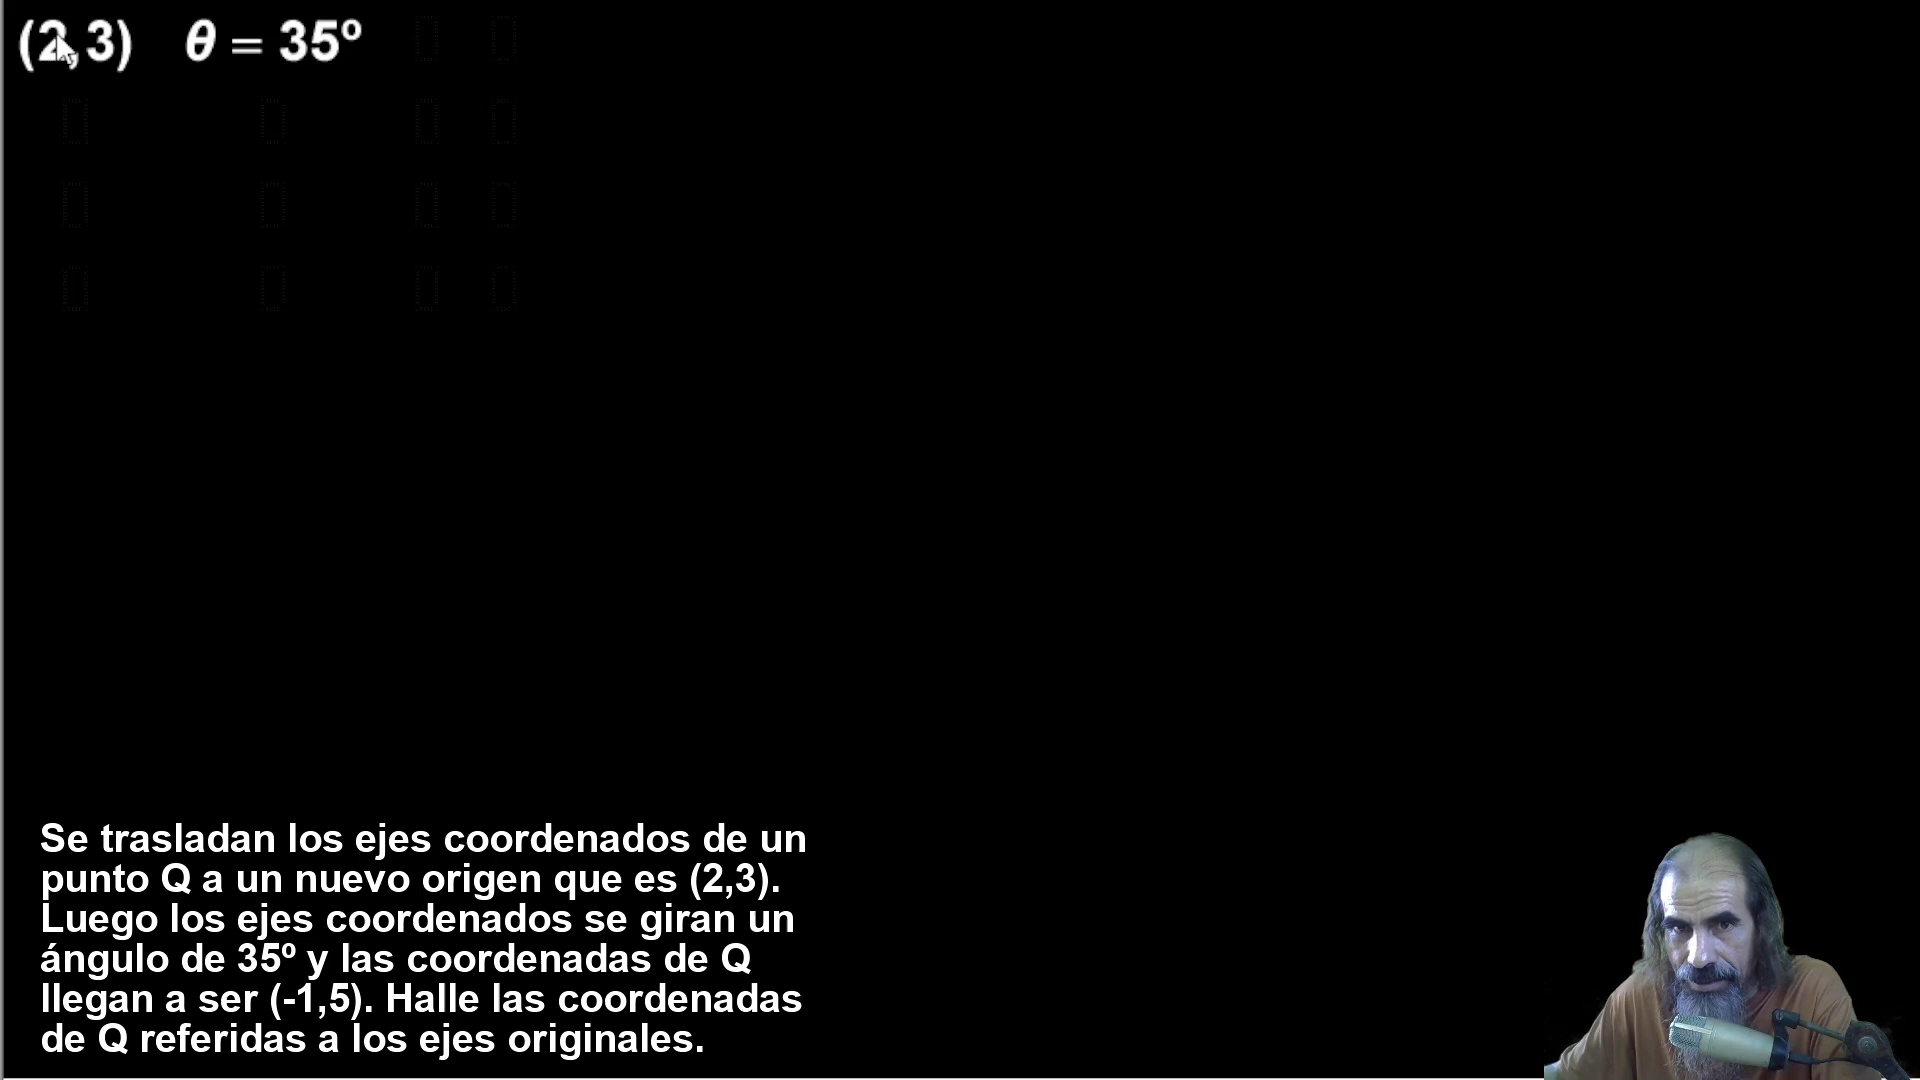 (2,3) θ = 35º
Se trasladan los ejes coordenados de un
punto Q a un nuevo origen que es (2,3).
Luego los ejes coordenados se giran un
ángulo de 35º y las coordenadas de Q
llegan a ser (-1,5). Halle las coordenadas
de Q referidas a los ejes originales.